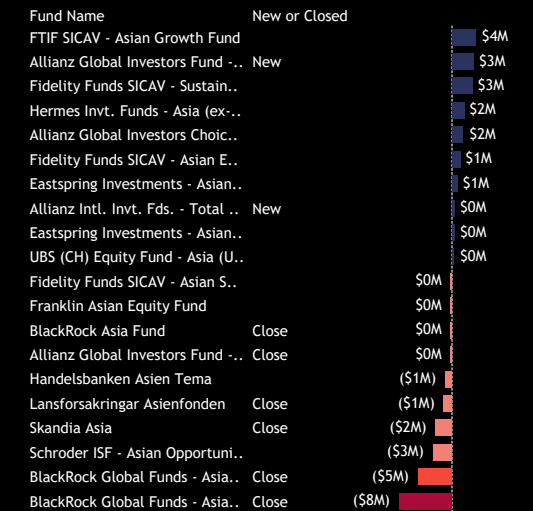 Fund Name New or Closed
FTIF SICAV - Asian Growth Fund $4M
Allianz Global Investors Fund -.. New $3M
Fidelity Funds SICAV - Sustain.. $3M
Hermes Invt. Funds - Asia (ex-.. $2M
Allianz Global Investors Choic.. $2M
Fidelity Funds SICAV - Asian E.. $1M
Eastspring Investments - Asian.. $1M
Allianz Intl. Invt. Fds. - Total .. New $0M
Eastspring Investments - Asian.. $0M
UBS (CH) Equity Fund - Asia (U.. $0M
Fidelity Funds SICAV - Asian S.. $0M
Franklin Asian Equity Fund $0M
BlackRock Asia Fund Close $0M
Allianz Global Investors Fund -.. Close $0M
Handelsbanken Asien Tema ($1M)
Lansforsakringar Asienfonden Close ($1M)
Skandia Asia Close ($2M)
Schroder ISF - Asian Opportuni.. ($3M)
BlackRock Global Funds - Asia.. Close ($5M)
BlackRock Global Funds - Asia.. Close ($8M)